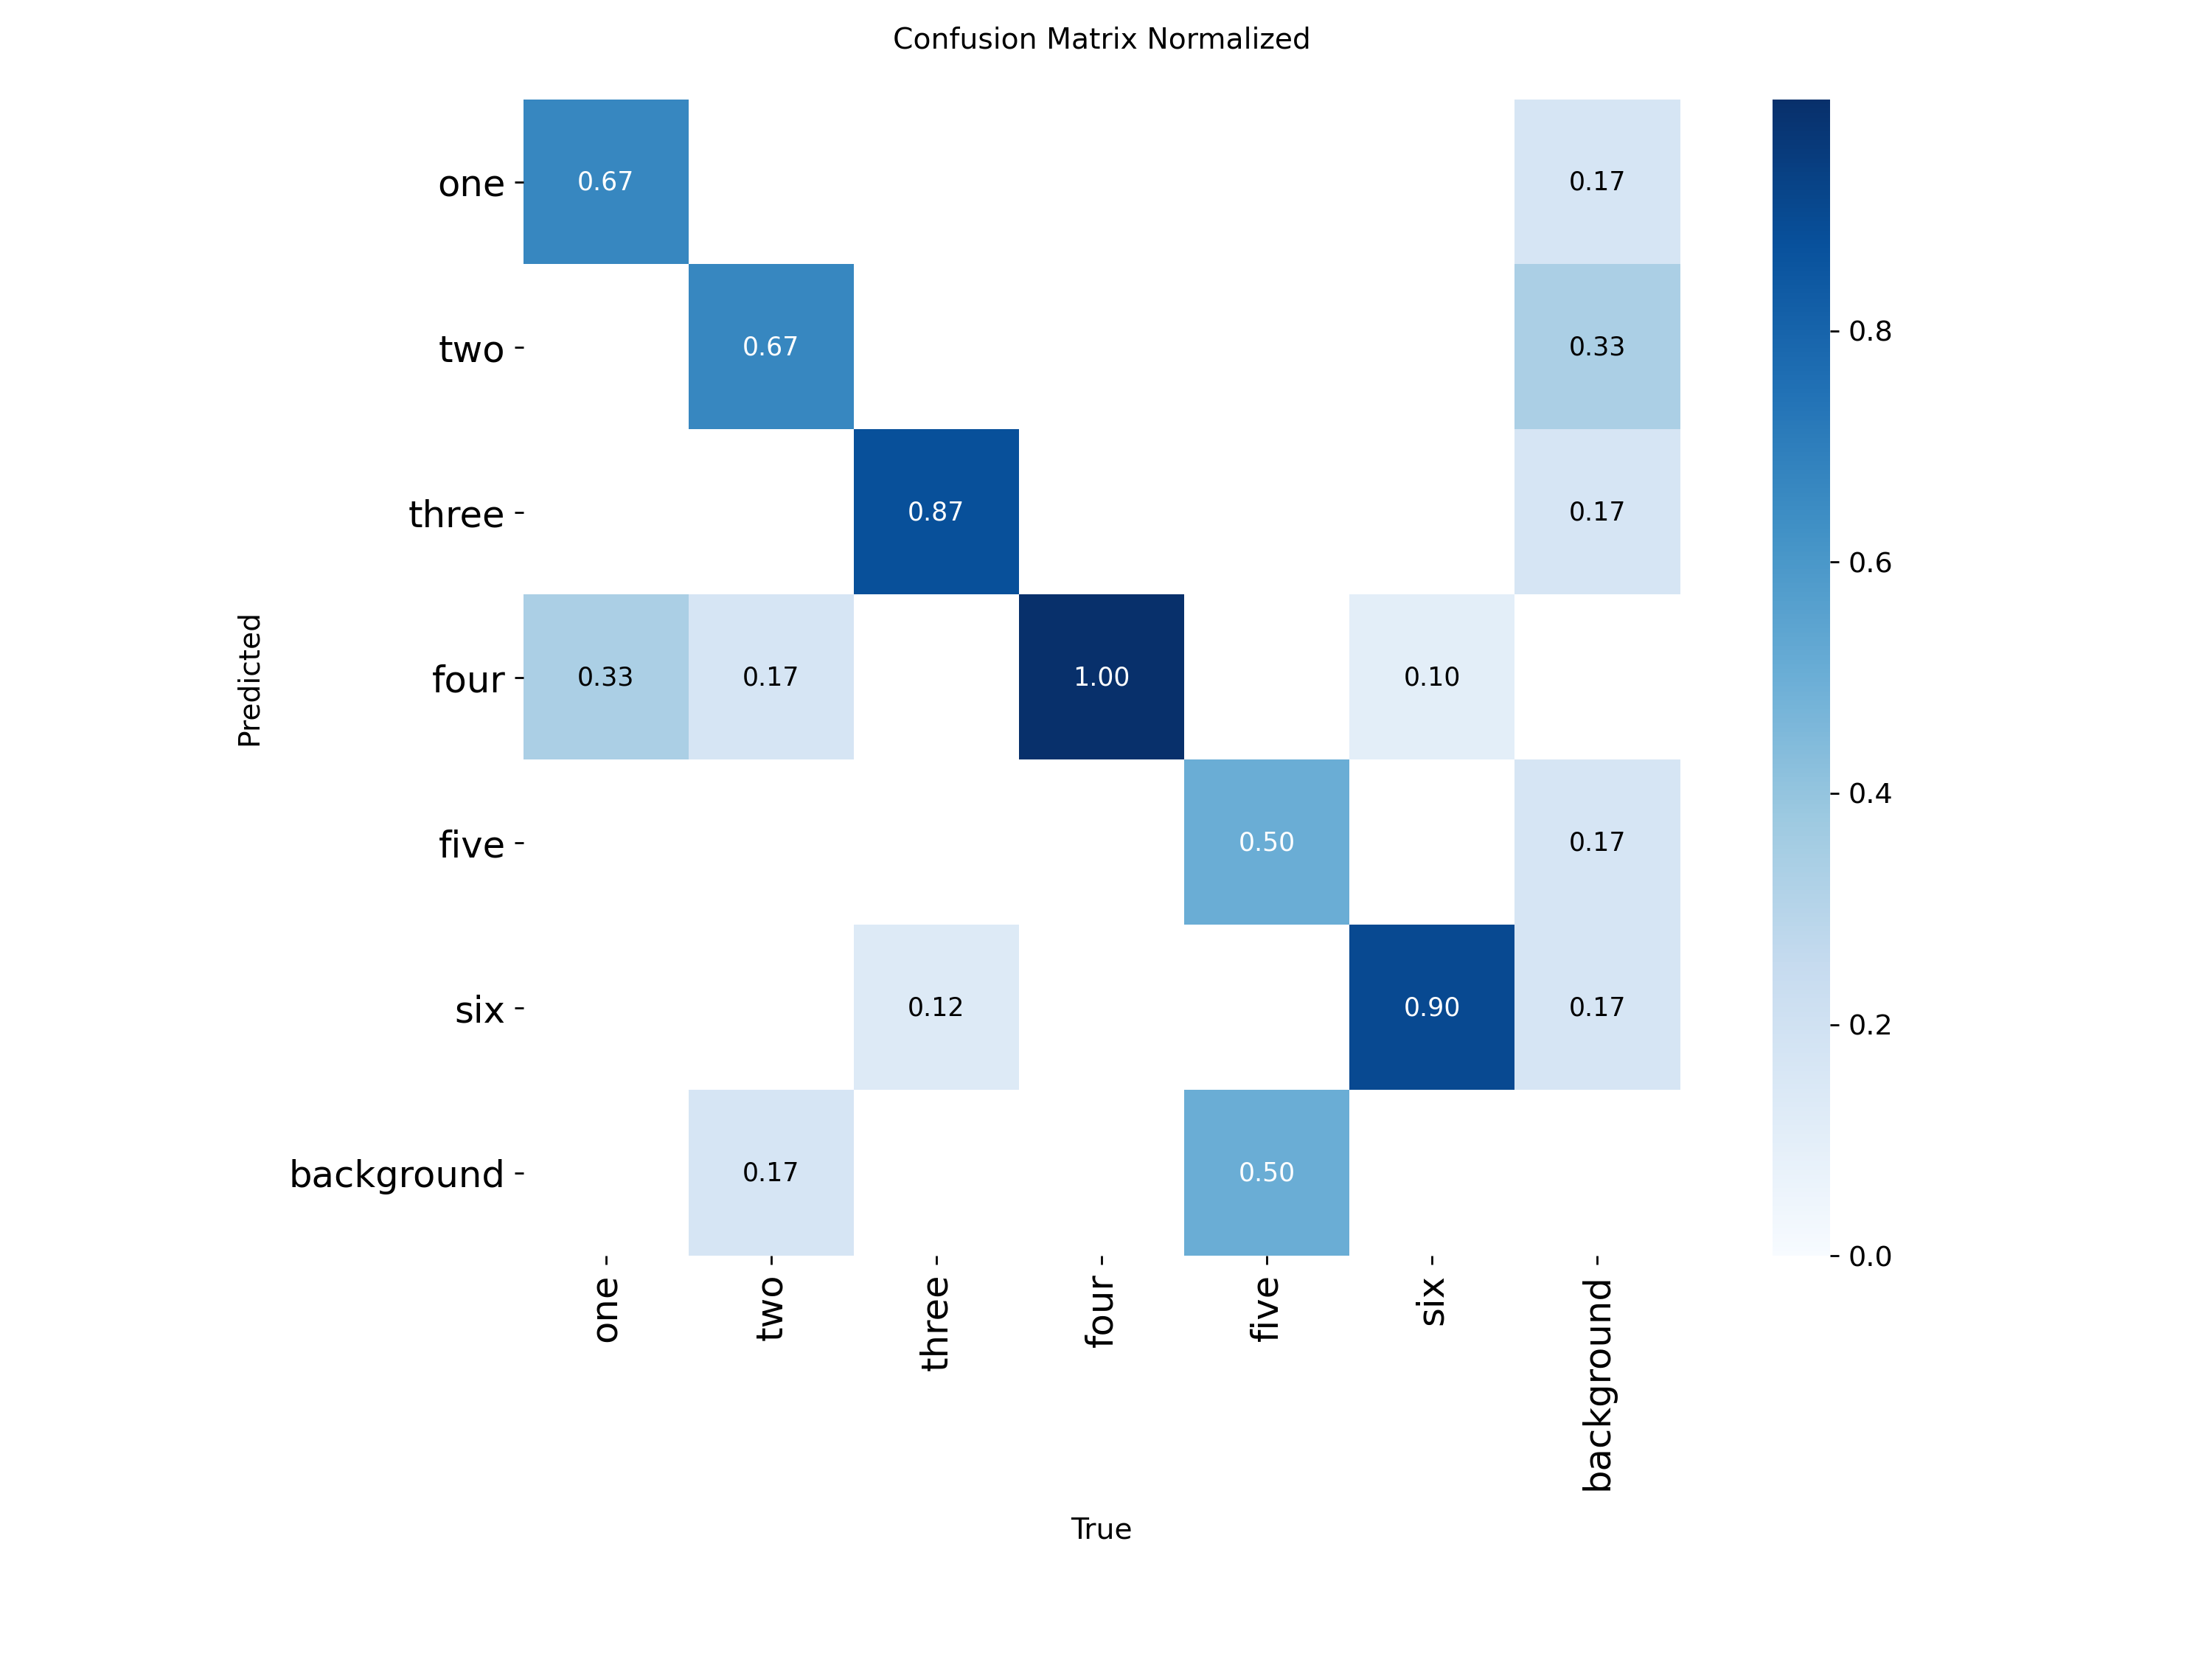 Confusion Matrix Normalized
one 0.67 0.17
two 0.67 0.33
three 0.87 0.17
four 0.33 0.17 1.00 0.10
five 0.50 0.17
six 0.12 0.90 0.17
background 0.17 0.50
one two three four five six background
Predicted
True
0.8
0.6
0.4
0.2
0.0